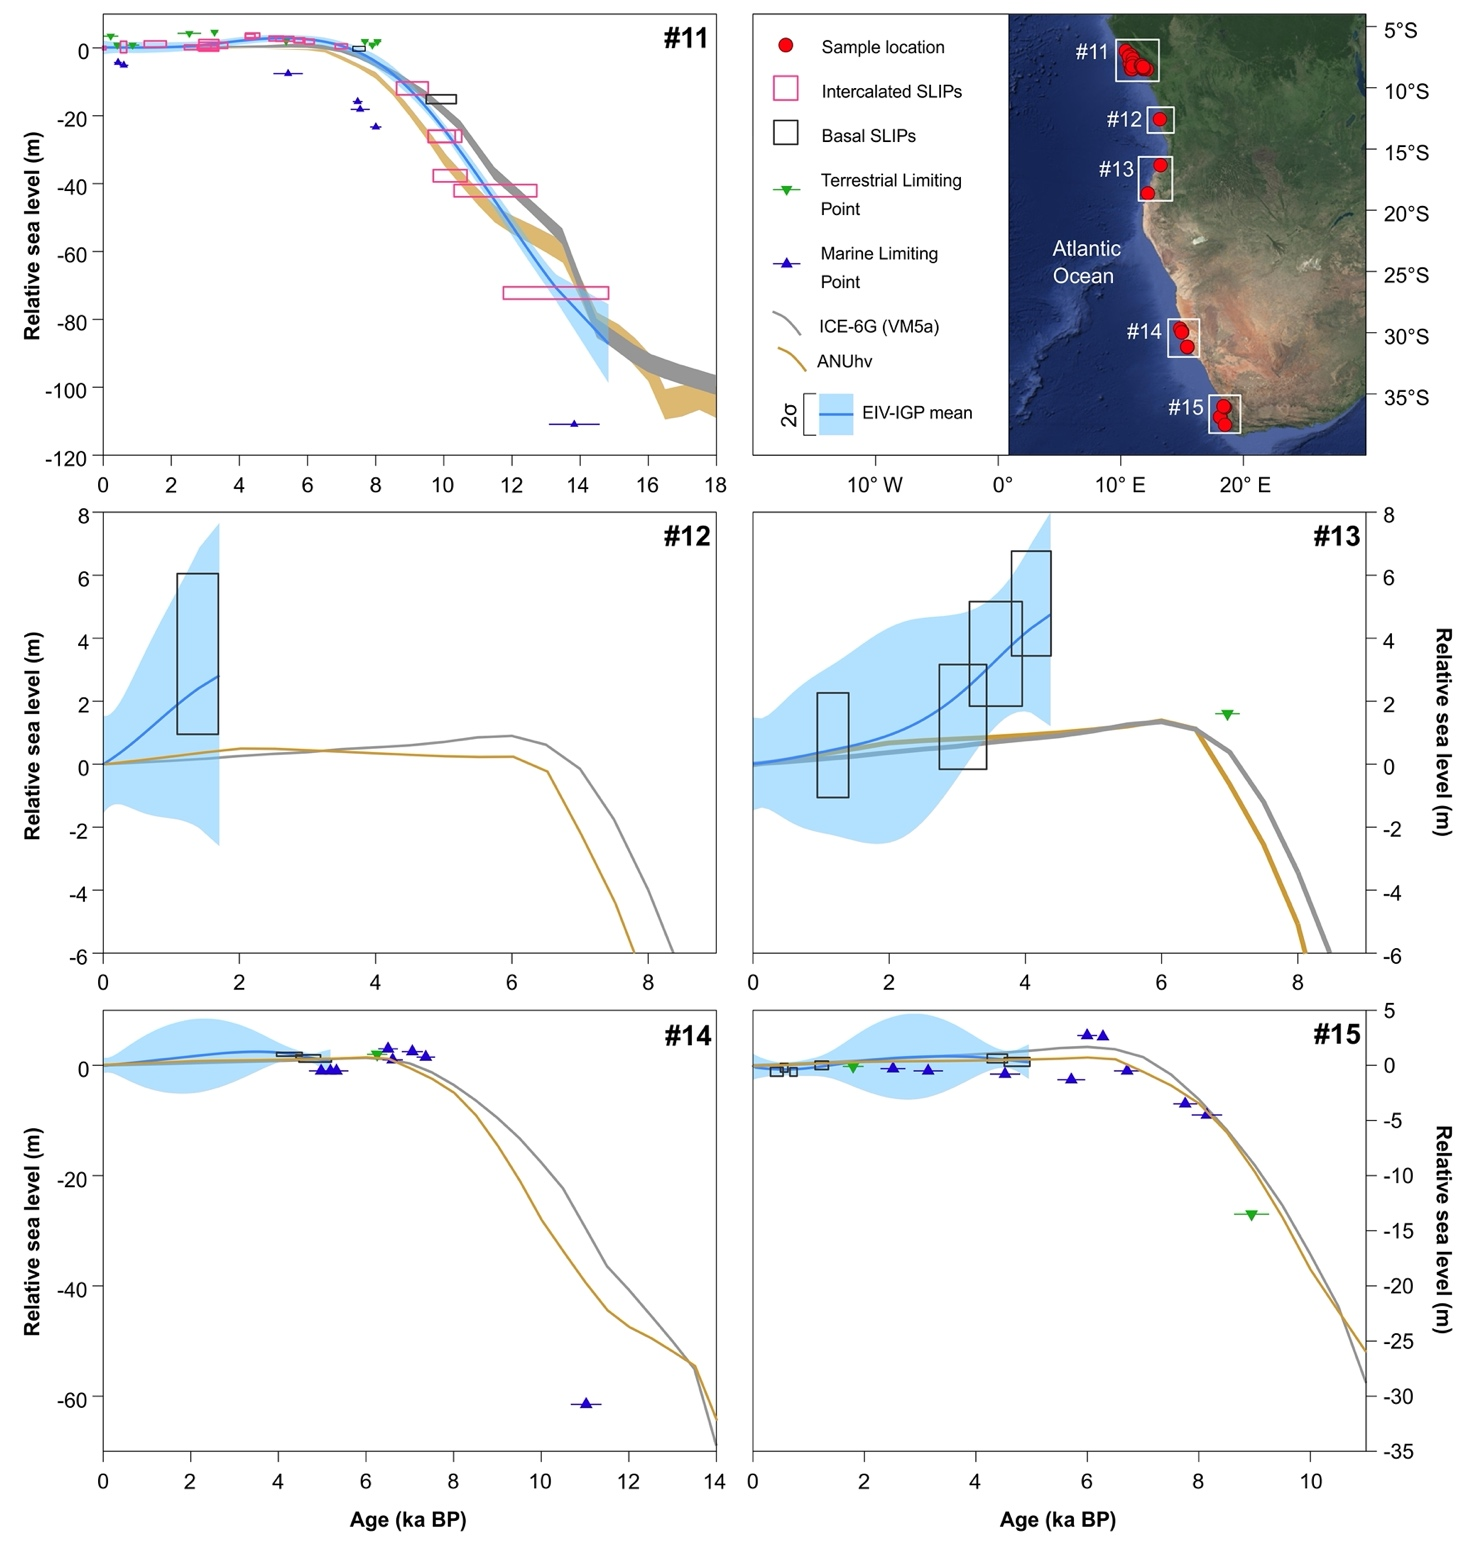 #11
Relative sea level (m)
0
-20
-40
-60
-80
-100
-120
0 2 4 6 8 10 12 14 16 18
Sample location
Intercalated SLIPs
Basal SLIPs
Terrestrial Limiting
Point
Marine Limiting
Point
ICE-6G (VM5a)
ANUhv
2σ
EIV-IGP mean
#11
#12
#13
Atlantic
Ocean
#14
#15
5°S
10°S
15°S
20°S
25°S
30°S
35°S
10° W 0° 10° E 20° E
#12
Relative sea level (m)
8
6
4
2
0
-2
-4
-6
0 2 4 6 8
#13
8
6
4
2
0
-2
-4
-6
Relative sea level (m)
0 2 4 6 8
#14
Relative sea level (m)
0
-20
-40
-60
0 2 4 6 8 10 12 14
Age (ka BP)
#15
5
0
-5
-10
-15
-20
-25
-30
-35
Relative sea level (m)
0 2 4 6 8 10
Age (ka BP)